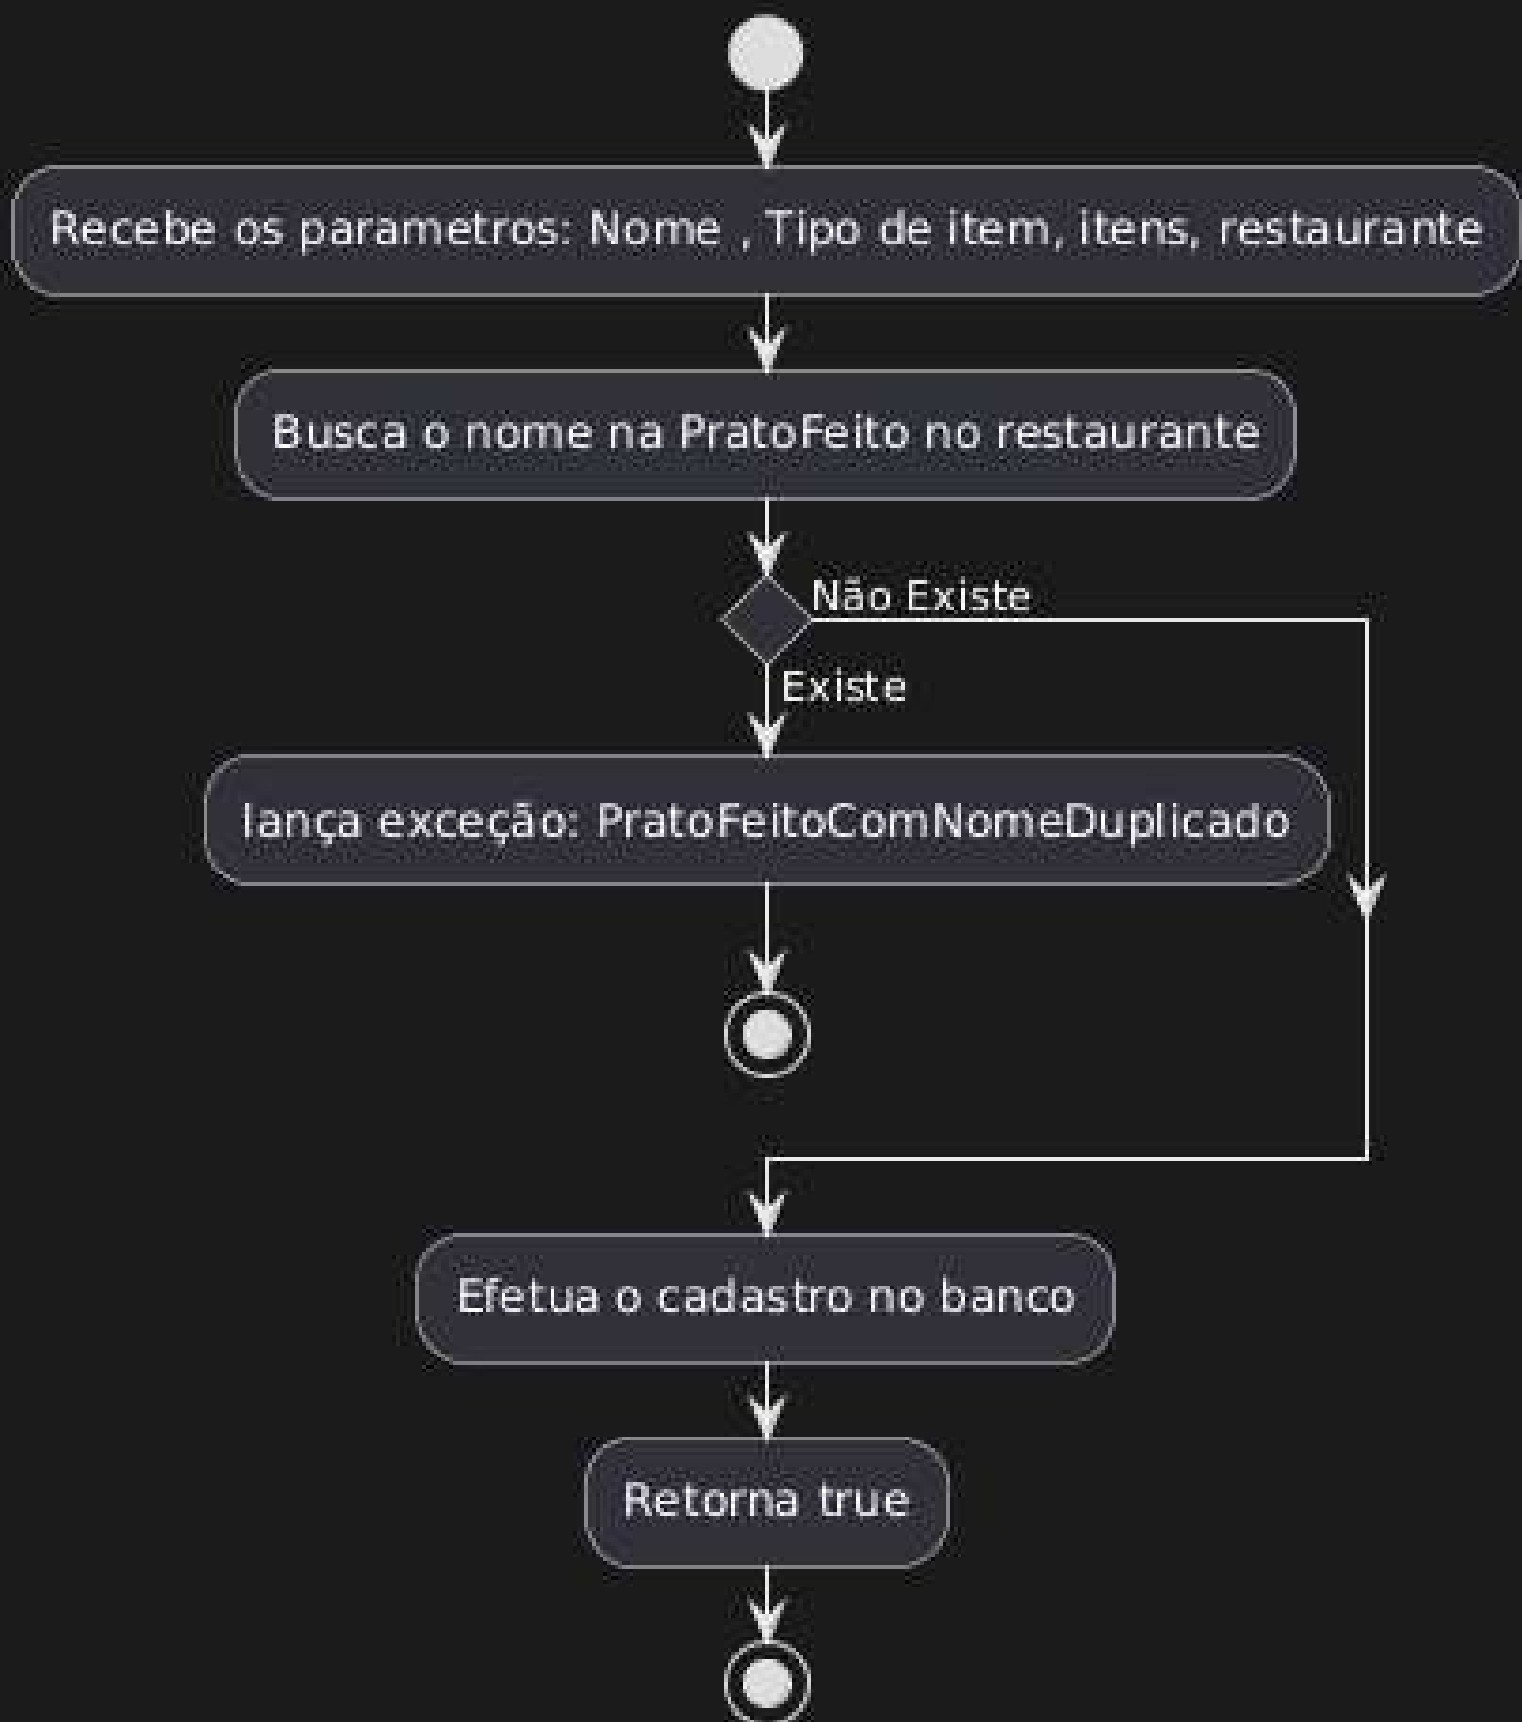 Recebe os parametros: Nome , Tipo de item, itens, restaurante
Busca o nome na PratoFeito no restaurante
Não Existe
Existe
lança exceção: PratoFeitoComNomeDuplicado
Efetua o cadastro no banco
Retorna true